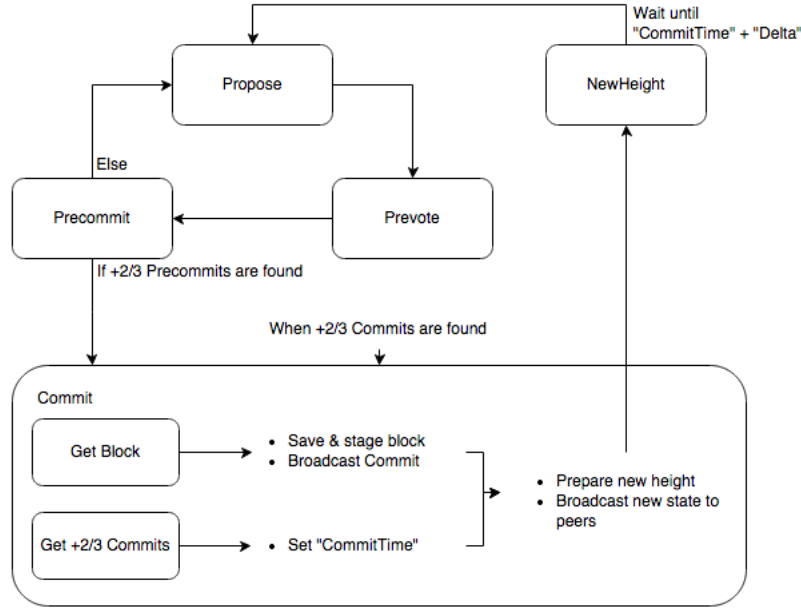 Wait until
"CommitTime" + "Delta"
Propose
NewHeight
Else
Precommit
Prevote
If +2/3 Precommits are found
When +2/3 Commits are found
Commit
Get Block
• Save & stage block
• Broadcast Commit
• Prepare new height
• Broadcast new state to
peers
Get +2/3 Commits
• Set "CommitTime"